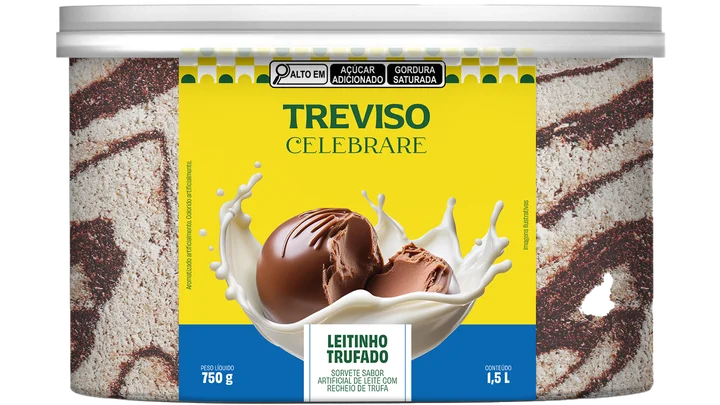 ALTO EM
AÇÚCAR
ADICIONADO
GORDURA
SATURADA
TREVISO
CELEBRARE
Aromatizado artificialmente. Colorido artificialmente.
Imagens ilustrativas
LEITINHO
TRUFADO
SORVETE SABOR
ARTIFICIAL DE LEITE COM
RECHEIO DE TRUFA
PESO LÍQUIDO
750 g
CONTEÚDO
1,5 L